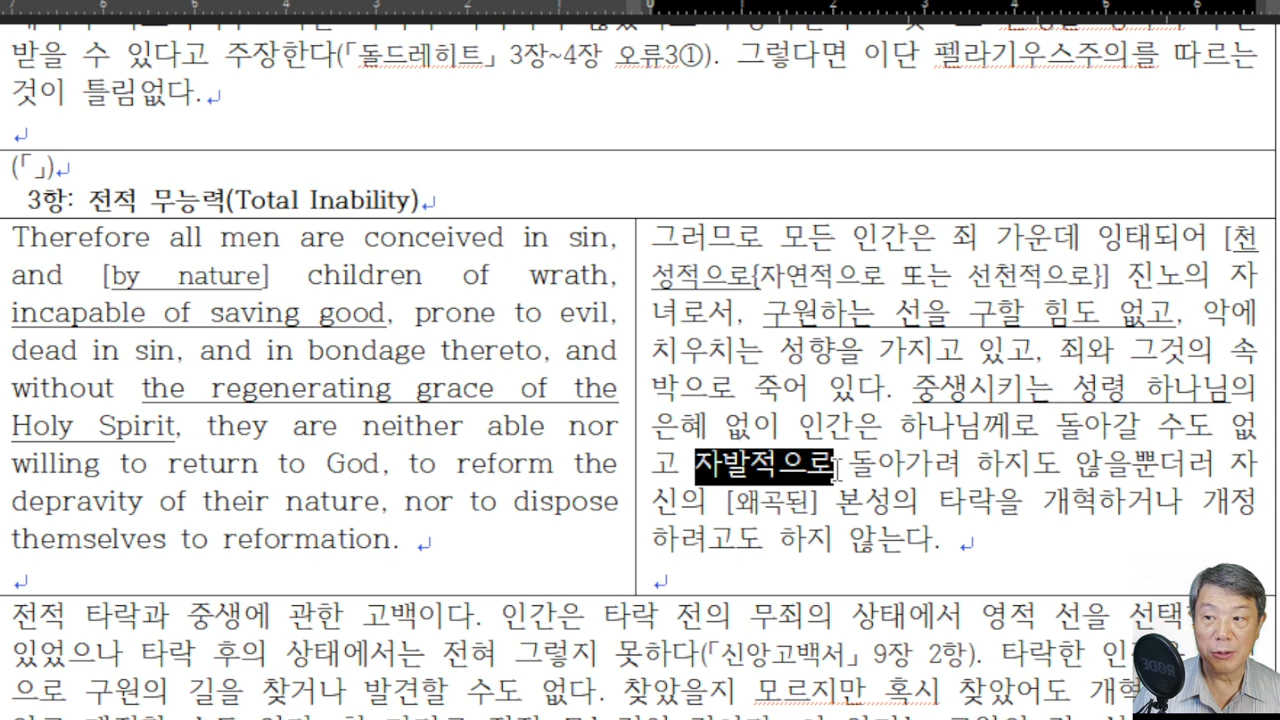 받을 수 있다고 주장한다(「돌드레히트」 3장~4장 오류3①). 그렇다면 이단 펠라기우스주의를 따르는
것이 틀림없다.
(「」)
3항: 전적 무능력(Total Inability)
Therefore all men are conceived in sin,
and [by nature] children of wrath,
incapable of saving good, prone to evil,
dead in sin, and in bondage thereto, and
without the regenerating grace of the
Holy Spirit, they are neither able nor
willing to return to God, to reform the
depravity of their nature, nor to dispose
themselves to reformation.
그러므로 모든 인간은 죄 가운데 잉태되어 [천
성적으로{자연적으로 또는 선천적으로}] 진노의 자
녀로서, 구원하는 선을 구할 힘도 없고, 악에
치우치는 성향을 가지고 있고, 죄와 그것의 속
박으로 죽어 있다. 중생시키는 성령 하나님의
은혜 없이 인간은 하나님께로 돌아갈 수도 없
고 자발적으로 돌아가려 하지도 않을뿐더러 자
신의 [왜곡된] 본성의 타락을 개혁하거나 개정
하려고도 하지 않는다.
전적 타락과 중생에 관한 고백이다. 인간은 타락 전의 무죄의 상태에서 영적 선을
있었으나 타락 후의 상태에서는 전혀 그렇지 못하다(「신앙고백서」 9장 2항). 타락한
으로 구원의 길을 찾거나 발견할 수도 없다. 찾았을지 모르지만 혹시 찾았어도
RODE